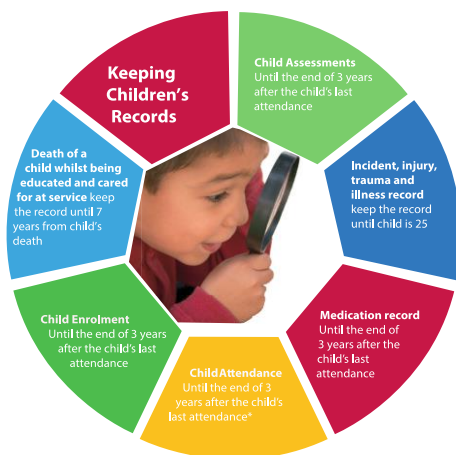 Keeping
Children's
Records
Child Assessments
Until the end of 3 years
after the child's last
attendance
Incident, injury,
trauma and
illness record
keep the record
until child is 25
Medication record
Until the end of
3 years after the
child's last
attendance
Child Attendance
Until the end of 3
years after the child's
last attendance*
Child Enrolment
Until the end of 3 years
after the child's last
attendance
Death of a
child whilst being
educated and cared
for at service keep
the record until 7
years from child's
death